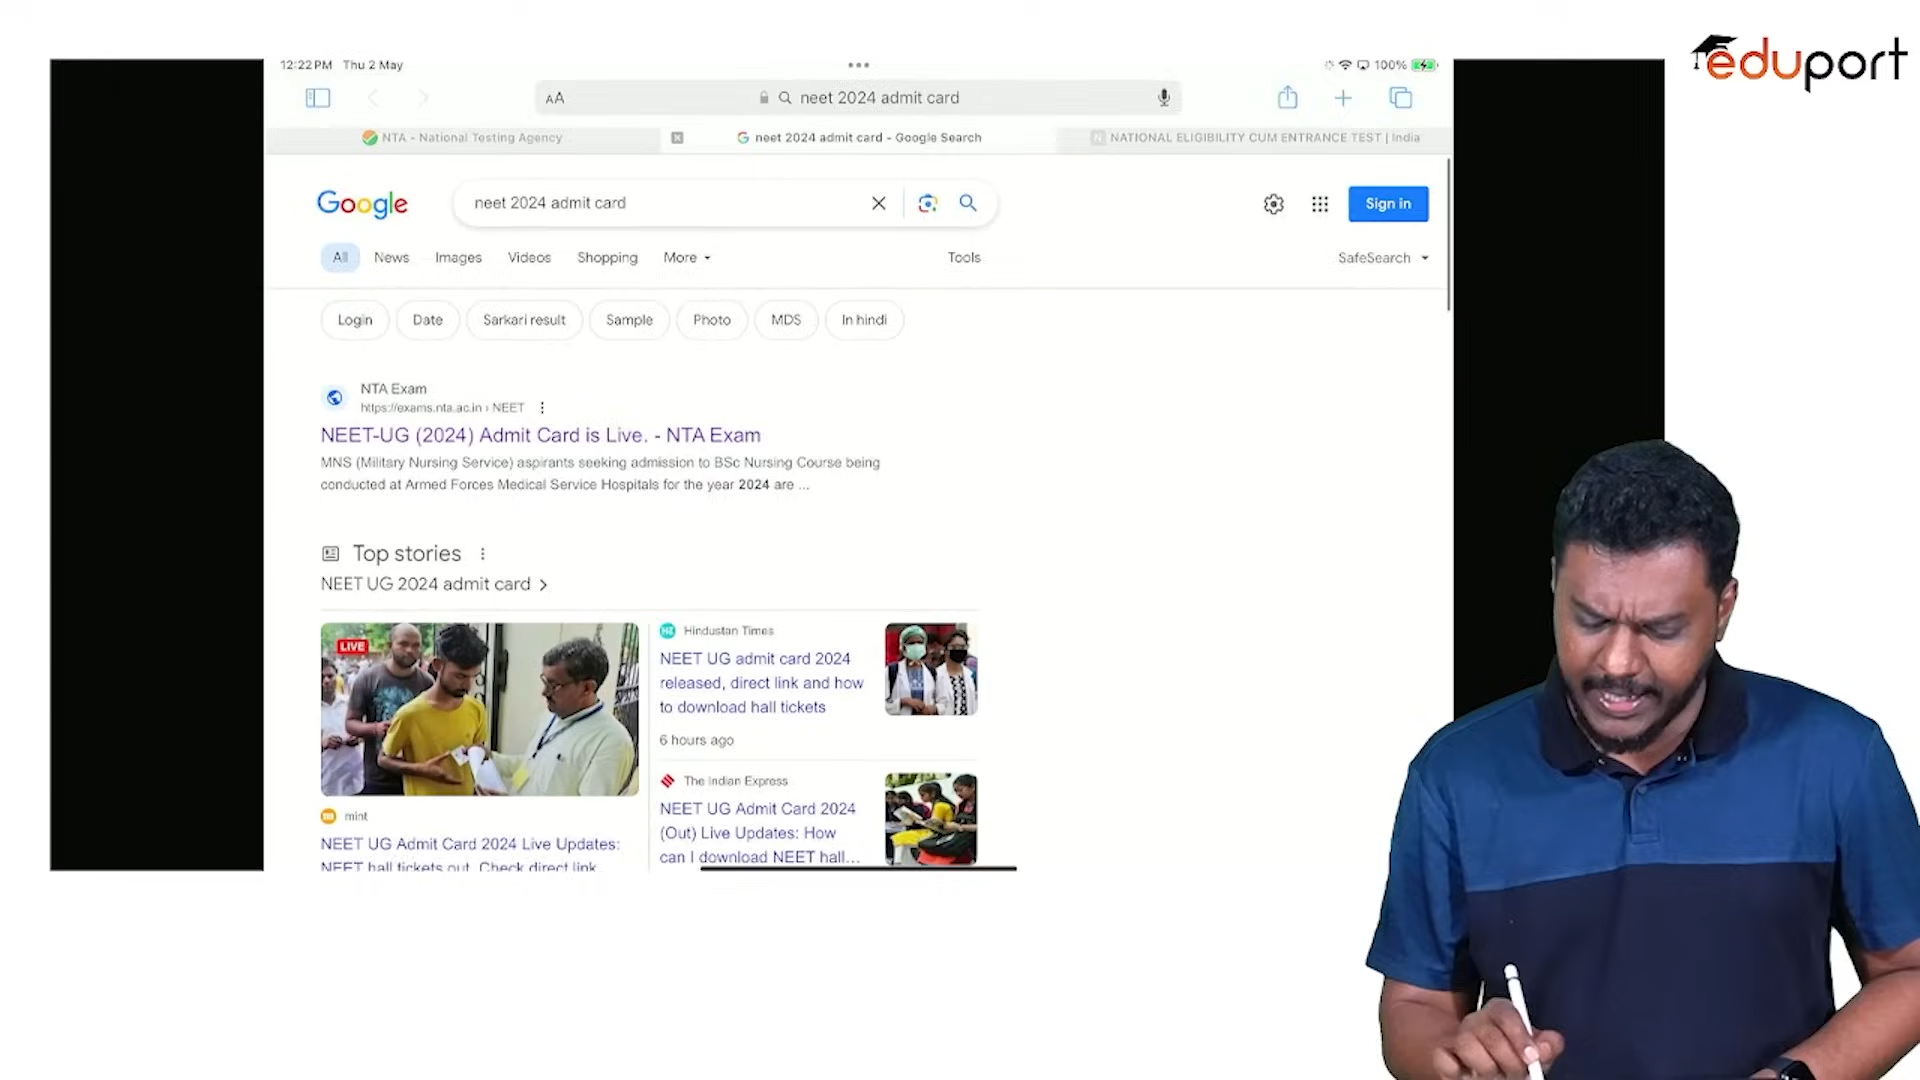 eduport
12:22 PM Thu 2 May
100%
AA neet 2024 admit card
NTA - National Testing Agency
neet 2024 admit card - Google Search
NATIONAL ELIGIBILITY CUM ENTRANCE TEST | India
Google
neet 2024 admit card
Sign in
All News Images Videos Shopping More Tools SafeSearch
Login Date Sarkari result Sample Photo MDS In hindi
NTA Exam
https://exams.nta.ac.in › NEET
NEET-UG (2024) Admit Card is Live. - NTA Exam
MNS (Military Nursing Service) aspirants seeking admission to BSc Nursing Course being
conducted at Armed Forces Medical Service Hospitals for the year 2024 are ...
Top stories
NEET UG 2024 admit card >
LIVE
mint
NEET UG Admit Card 2024 Live Updates:
NEET hall tickets out. Check direct link
Hindustan Times
NEET UG admit card 2024
released, direct link and how
to download hall tickets
6 hours ago
The Indian Express
NEET UG Admit Card 2024
(Out) Live Updates: How
can I download NEET hall...